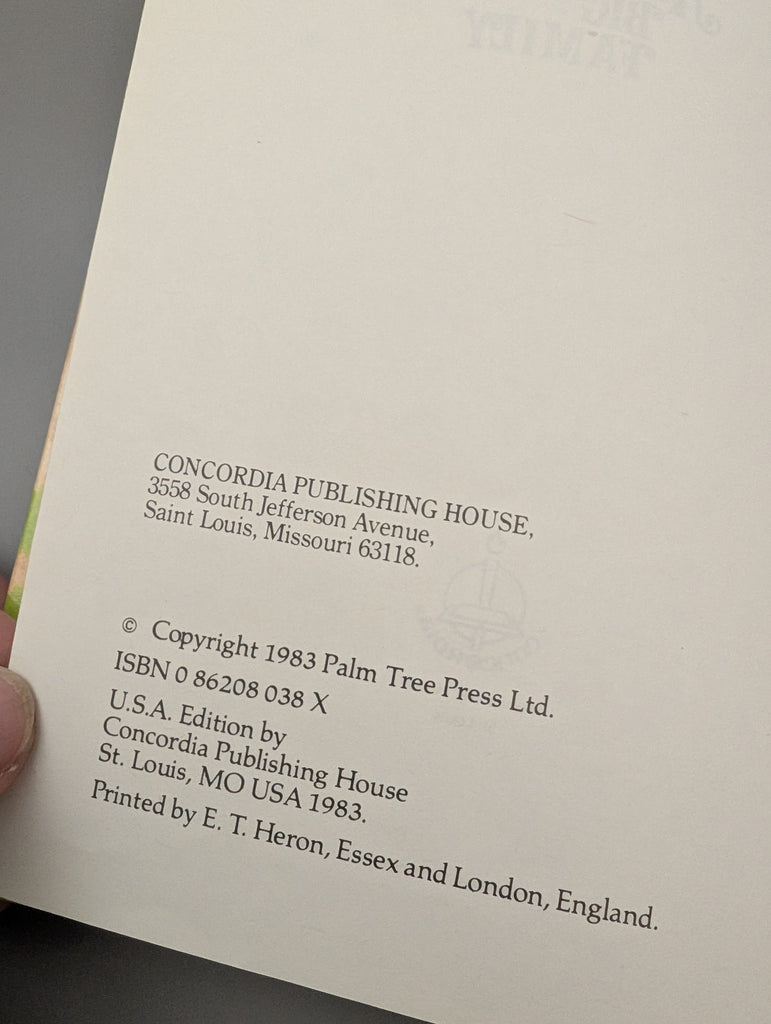 BIG
FAMILY
CONCORDIA PUBLISHING HOUSE,
3558 South Jefferson Avenue,
Saint Louis, Missouri 63118.
© Copyright 1983 Palm Tree Press Ltd.
ISBN 0 86208 038 X
U.S.A. Edition by
Concordia Publishing House
St. Louis, MO USA 1983.
Printed by E. T. Heron, Essex and London, England.